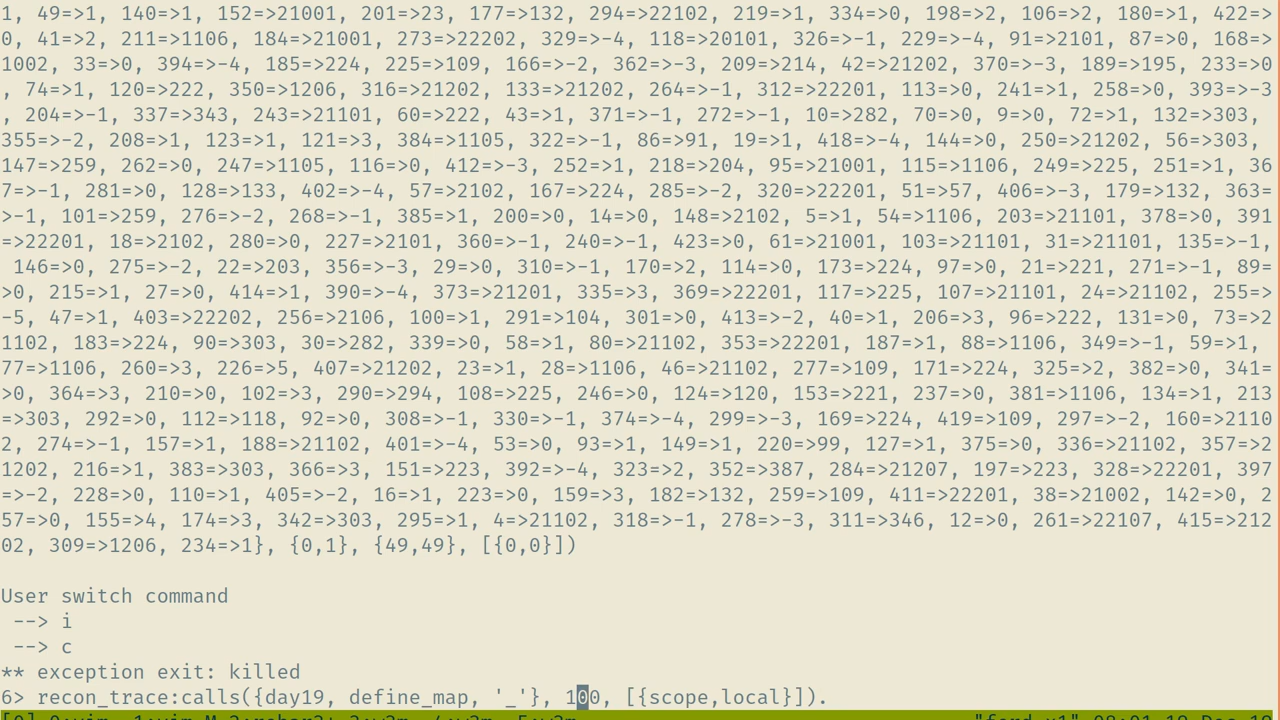 1, 49=>1, 140=>1, 152=>21001, 201=>23, 177=>132, 294=>22102, 219=>1, 334=>0, 198=>2, 106=>2, 180=>1, 422=>
0, 41=>2, 211=>1106, 184=>21001, 273=>22202, 329=>-4, 118=>20101, 326=>-1, 229=>-4, 91=>2101, 87=>0, 168=>
1002, 33=>0, 394=>-4, 185=>224, 225=>109, 166=>-2, 362=>-3, 209=>214, 42=>21202, 370=>-3, 189=>195, 233=>0
, 74=>1, 120=>222, 350=>1206, 316=>21202, 133=>21202, 264=>-1, 312=>22101, 113=>0, 241=>1, 258=>0, 393=>-3
, 204=>-1, 337=>343, 243=>21101, 60=>222, 43=>1, 371=>-1, 272=>-1, 10=>282, 70=>0, 9=>0, 72=>1, 132=>303,
355=>-2, 208=>1, 123=>1, 121=>3, 384=>1105, 322=>-1, 86=>91, 19=>1, 418=>-4, 144=>0, 250=>21202, 56=>303,
147=>259, 262=>0, 247=>1105, 116=>0, 412=>-3, 252=>1, 218=>204, 95=>21001, 115=>1106, 249=>225, 251=>1, 36
7=>-1, 281=>0, 128=>133, 402=>-4, 57=>2102, 167=>224, 285=>-2, 320=>22201, 51=>57, 406=>-3, 179=>132, 363=
>-1, 101=>259, 276=>-2, 268=>-1, 385=>1, 200=>0, 14=>0, 148=>2102, 5=>1, 54=>1106, 203=>21101, 378=>0, 391
=>22201, 18=>2102, 280=>0, 227=>2101, 360=>-1, 240=>-1, 423=>0, 61=>21001, 103=>21101, 31=>21101, 135=>-1,
146=>0, 275=>-2, 22=>203, 356=>-3, 29=>0, 310=>-1, 170=>2, 114=>0, 173=>224, 97=>0, 21=>221, 271=>-1, 89=
>0, 215=>1, 27=>0, 414=>1, 390=>-4, 373=>21201, 335=>3, 369=>22201, 117=>225, 107=>21101, 24=>21102, 255=>
-5, 47=>1, 403=>22202, 256=>2106, 100=>1, 291=>104, 301=>0, 413=>-2, 40=>1, 206=>3, 96=>222, 131=>0, 73=>2
1102, 183=>224, 90=>303, 30=>282, 339=>0, 58=>1, 80=>21102, 353=>22201, 187=>1, 88=>1106, 349=>-1, 59=>1,
77=>1106, 260=>3, 226=>5, 407=>21202, 23=>1, 28=>1106, 46=>21102, 277=>109, 171=>224, 325=>2, 382=>0, 341=
>0, 364=>3, 210=>0, 102=>3, 290=>294, 108=>225, 246=>0, 124=>120, 153=>221, 237=>0, 381=>1106, 134=>1, 213
=>303, 292=>0, 112=>118, 92=>0, 308=>-1, 330=>-1, 374=>-4, 299=>-3, 169=>224, 419=>109, 297=>-2, 160=>2110
2, 274=>-1, 157=>1, 188=>21102, 401=>-4, 53=>0, 93=>1, 149=>1, 220=>99, 127=>1, 375=>0, 336=>21102, 357=>2
1202, 216=>1, 383=>303, 366=>3, 151=>223, 392=>-4, 323=>2, 352=>387, 284=>21207, 197=>223, 328=>22201, 397
=>-2, 228=>0, 110=>1, 405=>-2, 16=>1, 223=>0, 159=>3, 182=>132, 259=>109, 411=>22201, 38=>21002, 142=>0, 2
57=>0, 155=>4, 174=>3, 342=>303, 295=>1, 4=>21102, 318=>-1, 278=>-3, 311=>346, 12=>0, 261=>22107, 415=>212
02, 309=>1206, 234=>1}, {0,1}, {49,49}, [{0,0}])
User switch command
--> i
--> c
** exception exit: killed
6> recon_trace:calls({day19, define_map, '_'}, 100, [{scope,local}]).